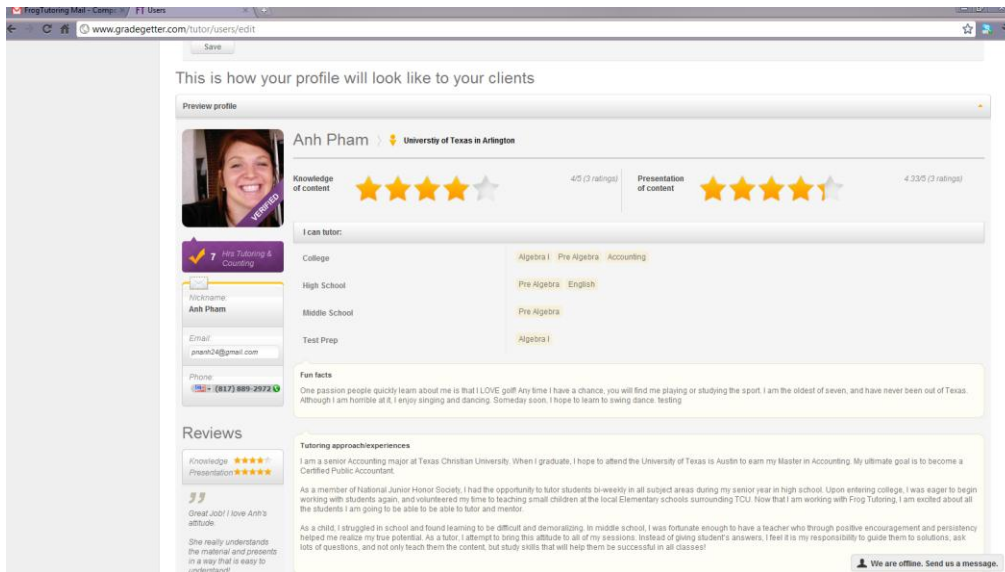 FrogTutoring Mail - Comp
FT Users
www.gradegetter.com/tutor/users/edit
Save
This is how your profile will look like to your clients
Preview profile
Anh Pham
Universtiy of Texas in Arlington
VERIFIED
Knowledge of content
4/5 (3 ratings)
Presentation of content
4.33/5 (3 ratings)
7 Hrs Tutoring & Counting
I can tutor:
College Algebra I Pre Algebra Accounting
High School Pre Algebra English
Middle School Pre Algebra
Test Prep Algebra I
Nickname:
Anh Pham
Email:
pnanh24@gmail.com
Phone:
(817) 889-2972
Fun facts
One passion people quickly learn about me is that I LOVE golf! Any time I have a chance, you will find me playing or studying the sport. I am the oldest of seven, and have never been out of Texas.
Although I am horrible at it, I enjoy singing and dancing. Someday soon, I hope to learn to swing dance. testing
Reviews
Knowledge
Presentation
Great Job! I love Anh's
attitude.
She really understands
the material and presents
in a way that is easy to
understand!
Tutoring approach/experiences
I am a senior Accounting major at Texas Christian University. When I graduate, I hope to attend the University of Texas is Austin to earn my Master in Accounting. My ultimate goal is to become a
Certified Public Accountant.
As a member of National Junior Honor Society, I had the opportunity to tutor students bi-weekly in all subject areas during my senior year in high school. Upon entering college, I was eager to begin
working with students again, and volunteered my time to teaching small children at the local Elementary schools surrounding TCU. Now that I am working with Frog Tutoring, I am excited about all
the students I am going to be able to be able to tutor and mentor.
As a child, I struggled in school and found learning to be difficult and demoralizing. In middle school, I was fortunate enough to have a teacher who through positive encouragement and persistency
helped me realize my true potential. As a tutor, I attempt to bring this attitude to all of my sessions. Instead of giving student's answers, I feel it is my responsibility to guide them to solutions, ask
lots of questions, and not only teach them the content, but study skills that will help them be successful in all classes!
We are offline. Send us a message.